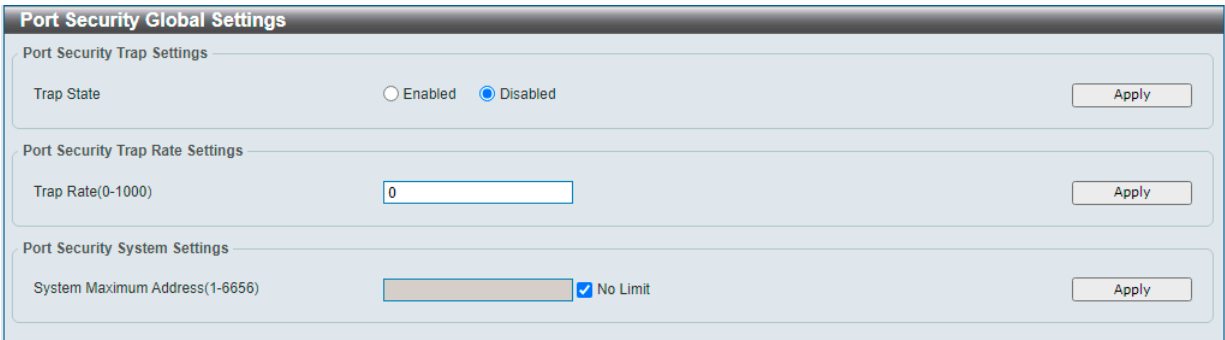 Port Security Global Settings
Port Security Trap Settings
Trap State Enabled Disabled Apply
Port Security Trap Rate Settings
Trap Rate(0-1000) 0 Apply
Port Security System Settings
System Maximum Address(1-6656) No Limit Apply